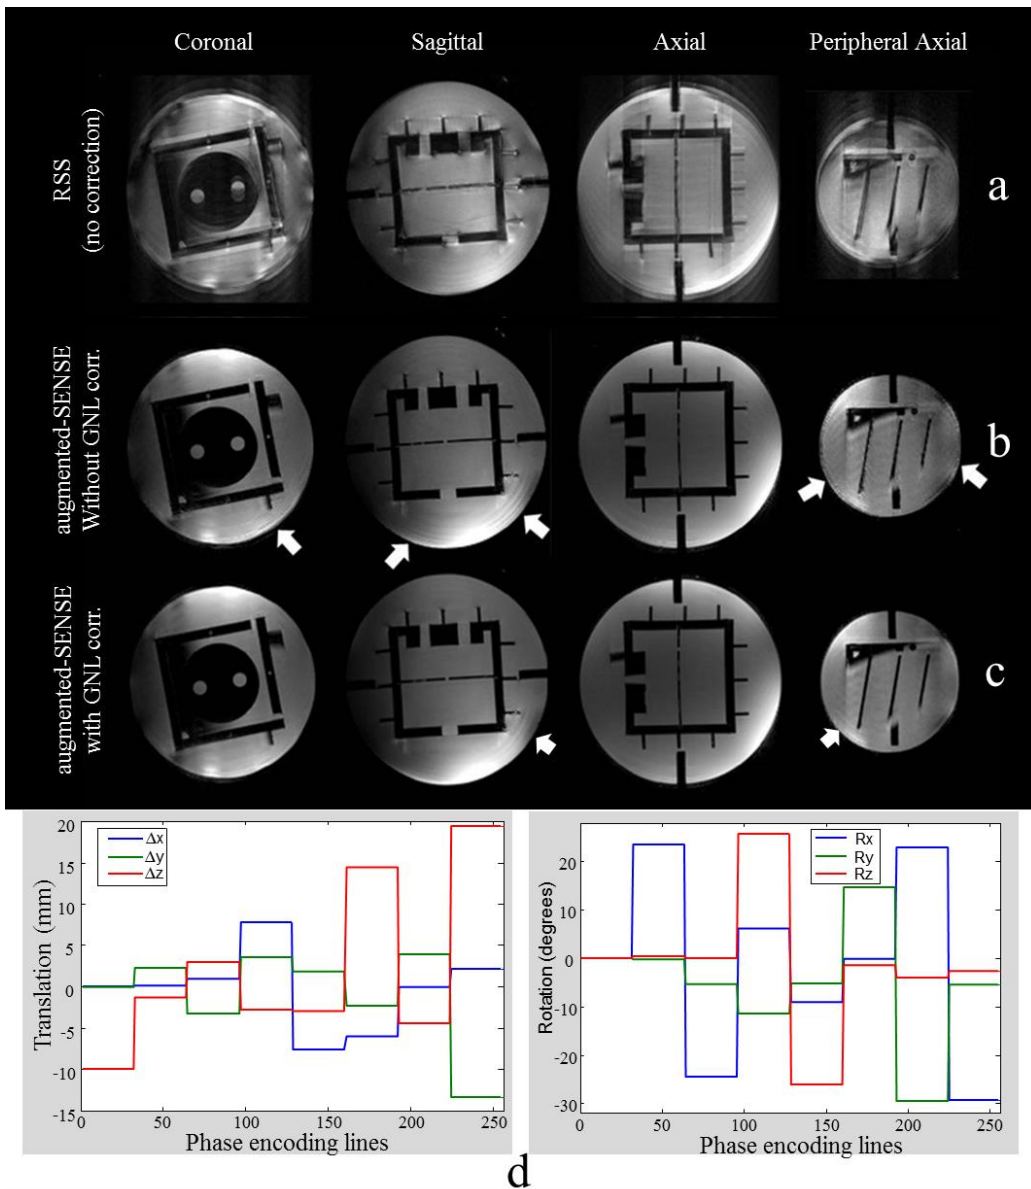 Coronal Sagittal Axial Peripheral Axial
RSS
(no correction)
a
augmented-SENSE
Without GNL corr.
b
augmented-SENSE
with GNL corr.
c
20
15
10
5
0
-5
-10
-15
Translation (mm)
Δx
Δy
Δz
0 50 100 150 200 250
Phase encoding lines
20
10
0
-10
-20
-30
Rotation (degrees)
Rx
Ry
Rz
0 50 100 150 200 250
Phase encoding lines
d